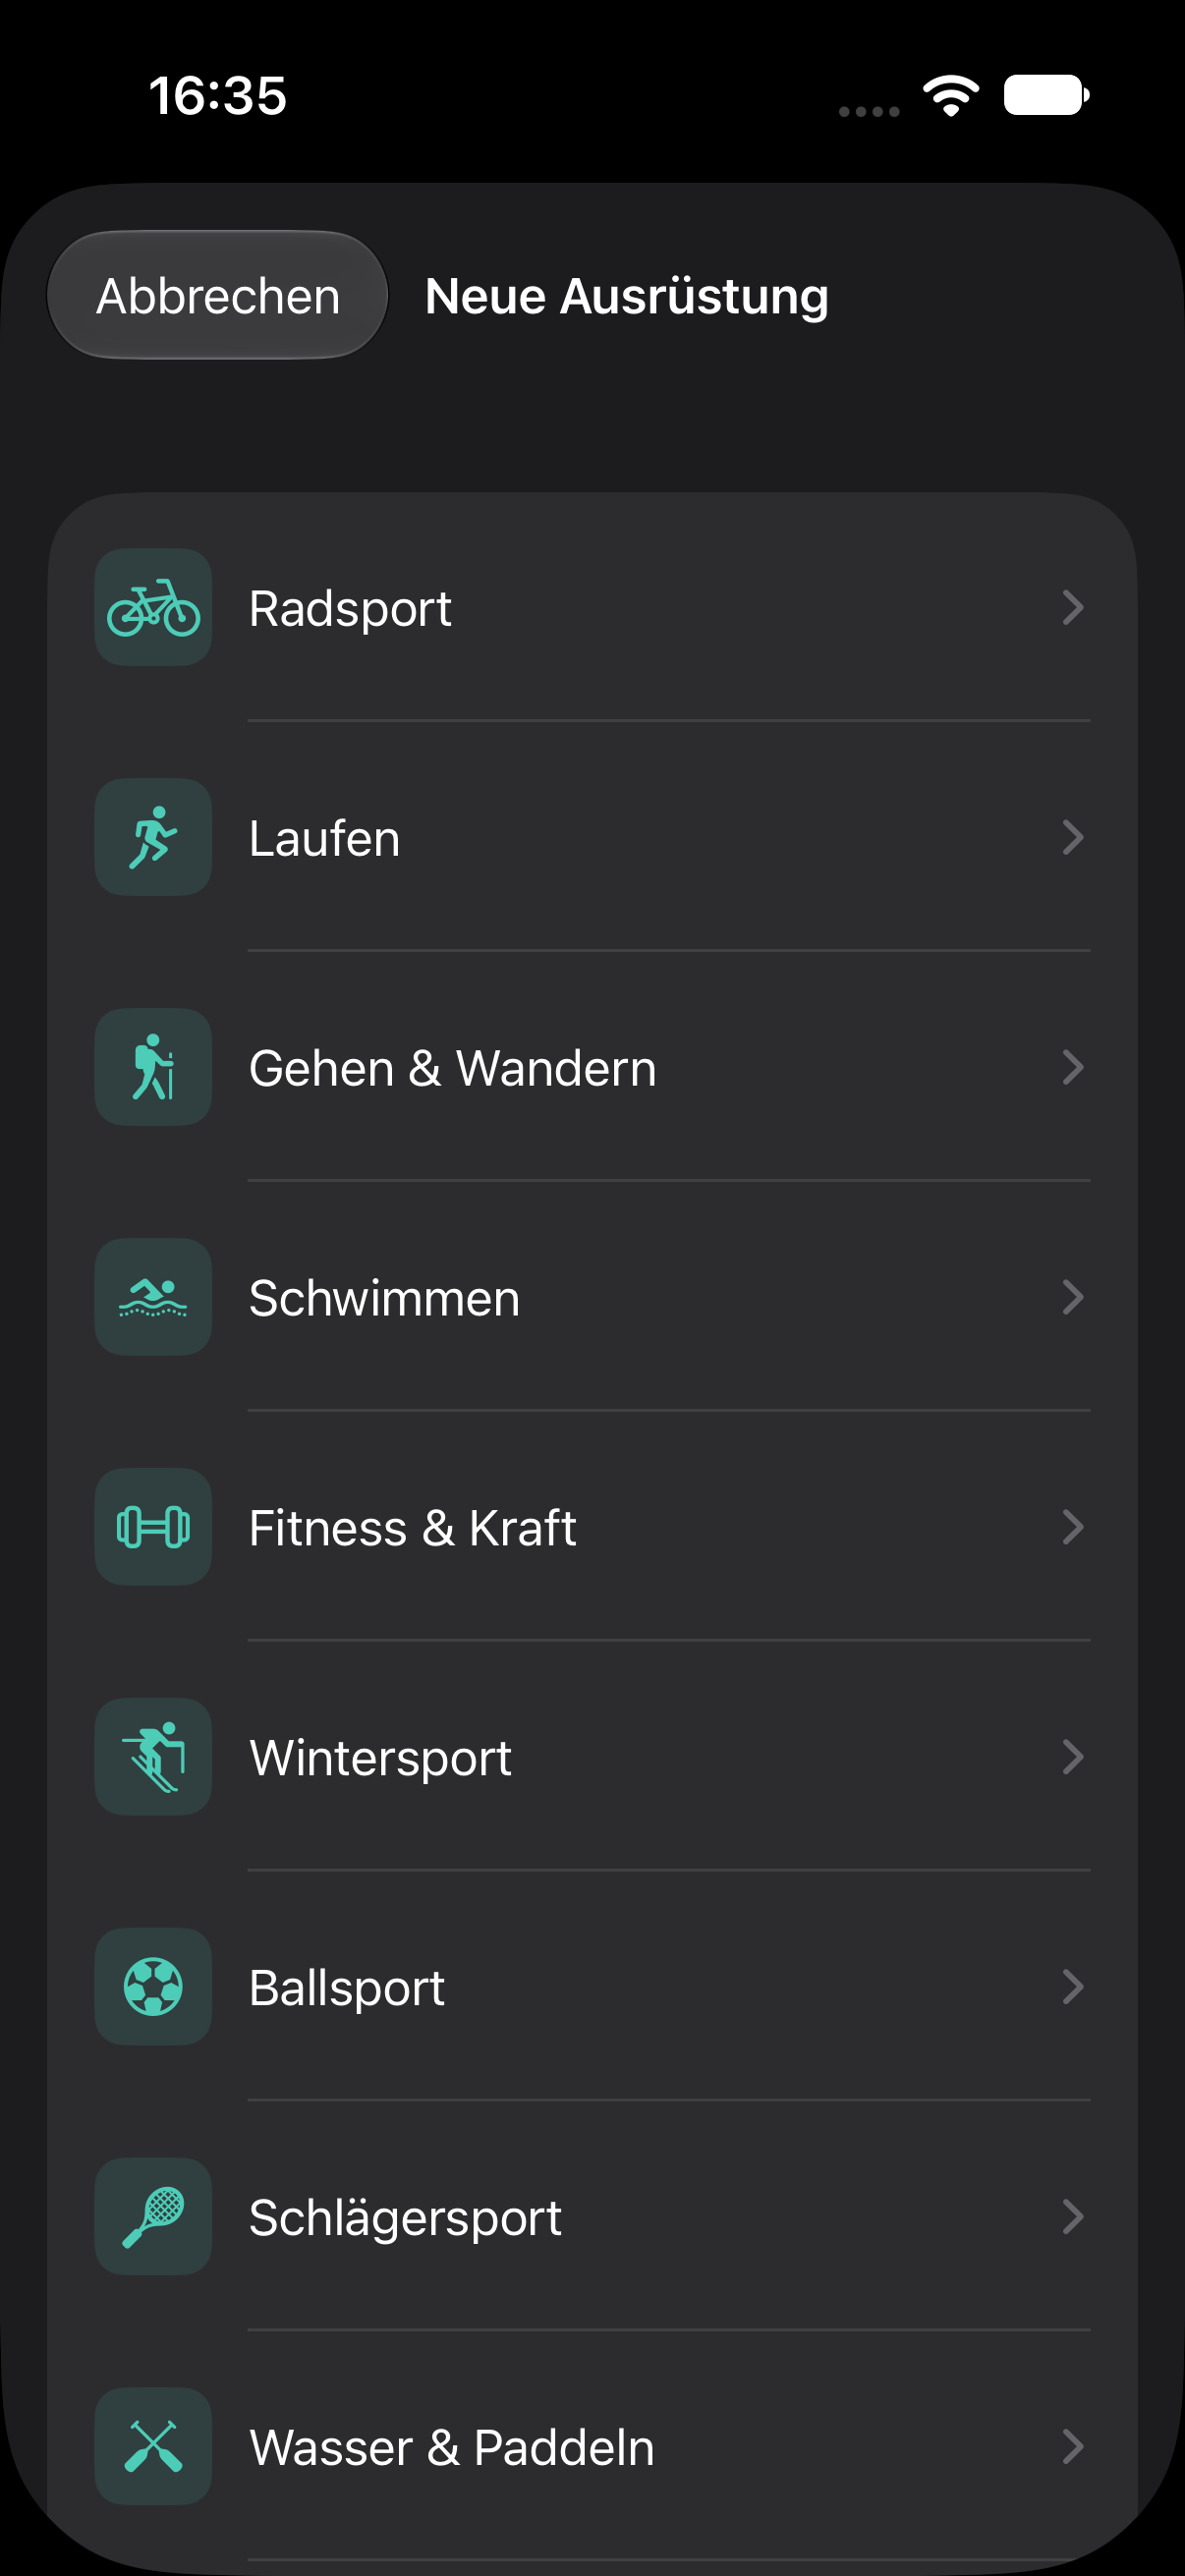 16:35
Abbrechen
Neue Ausrüstung
Radsport
Laufen
Gehen & Wandern
Schwimmen
Fitness & Kraft
Wintersport
Ballsport
Schlägersport
Wasser & Paddeln